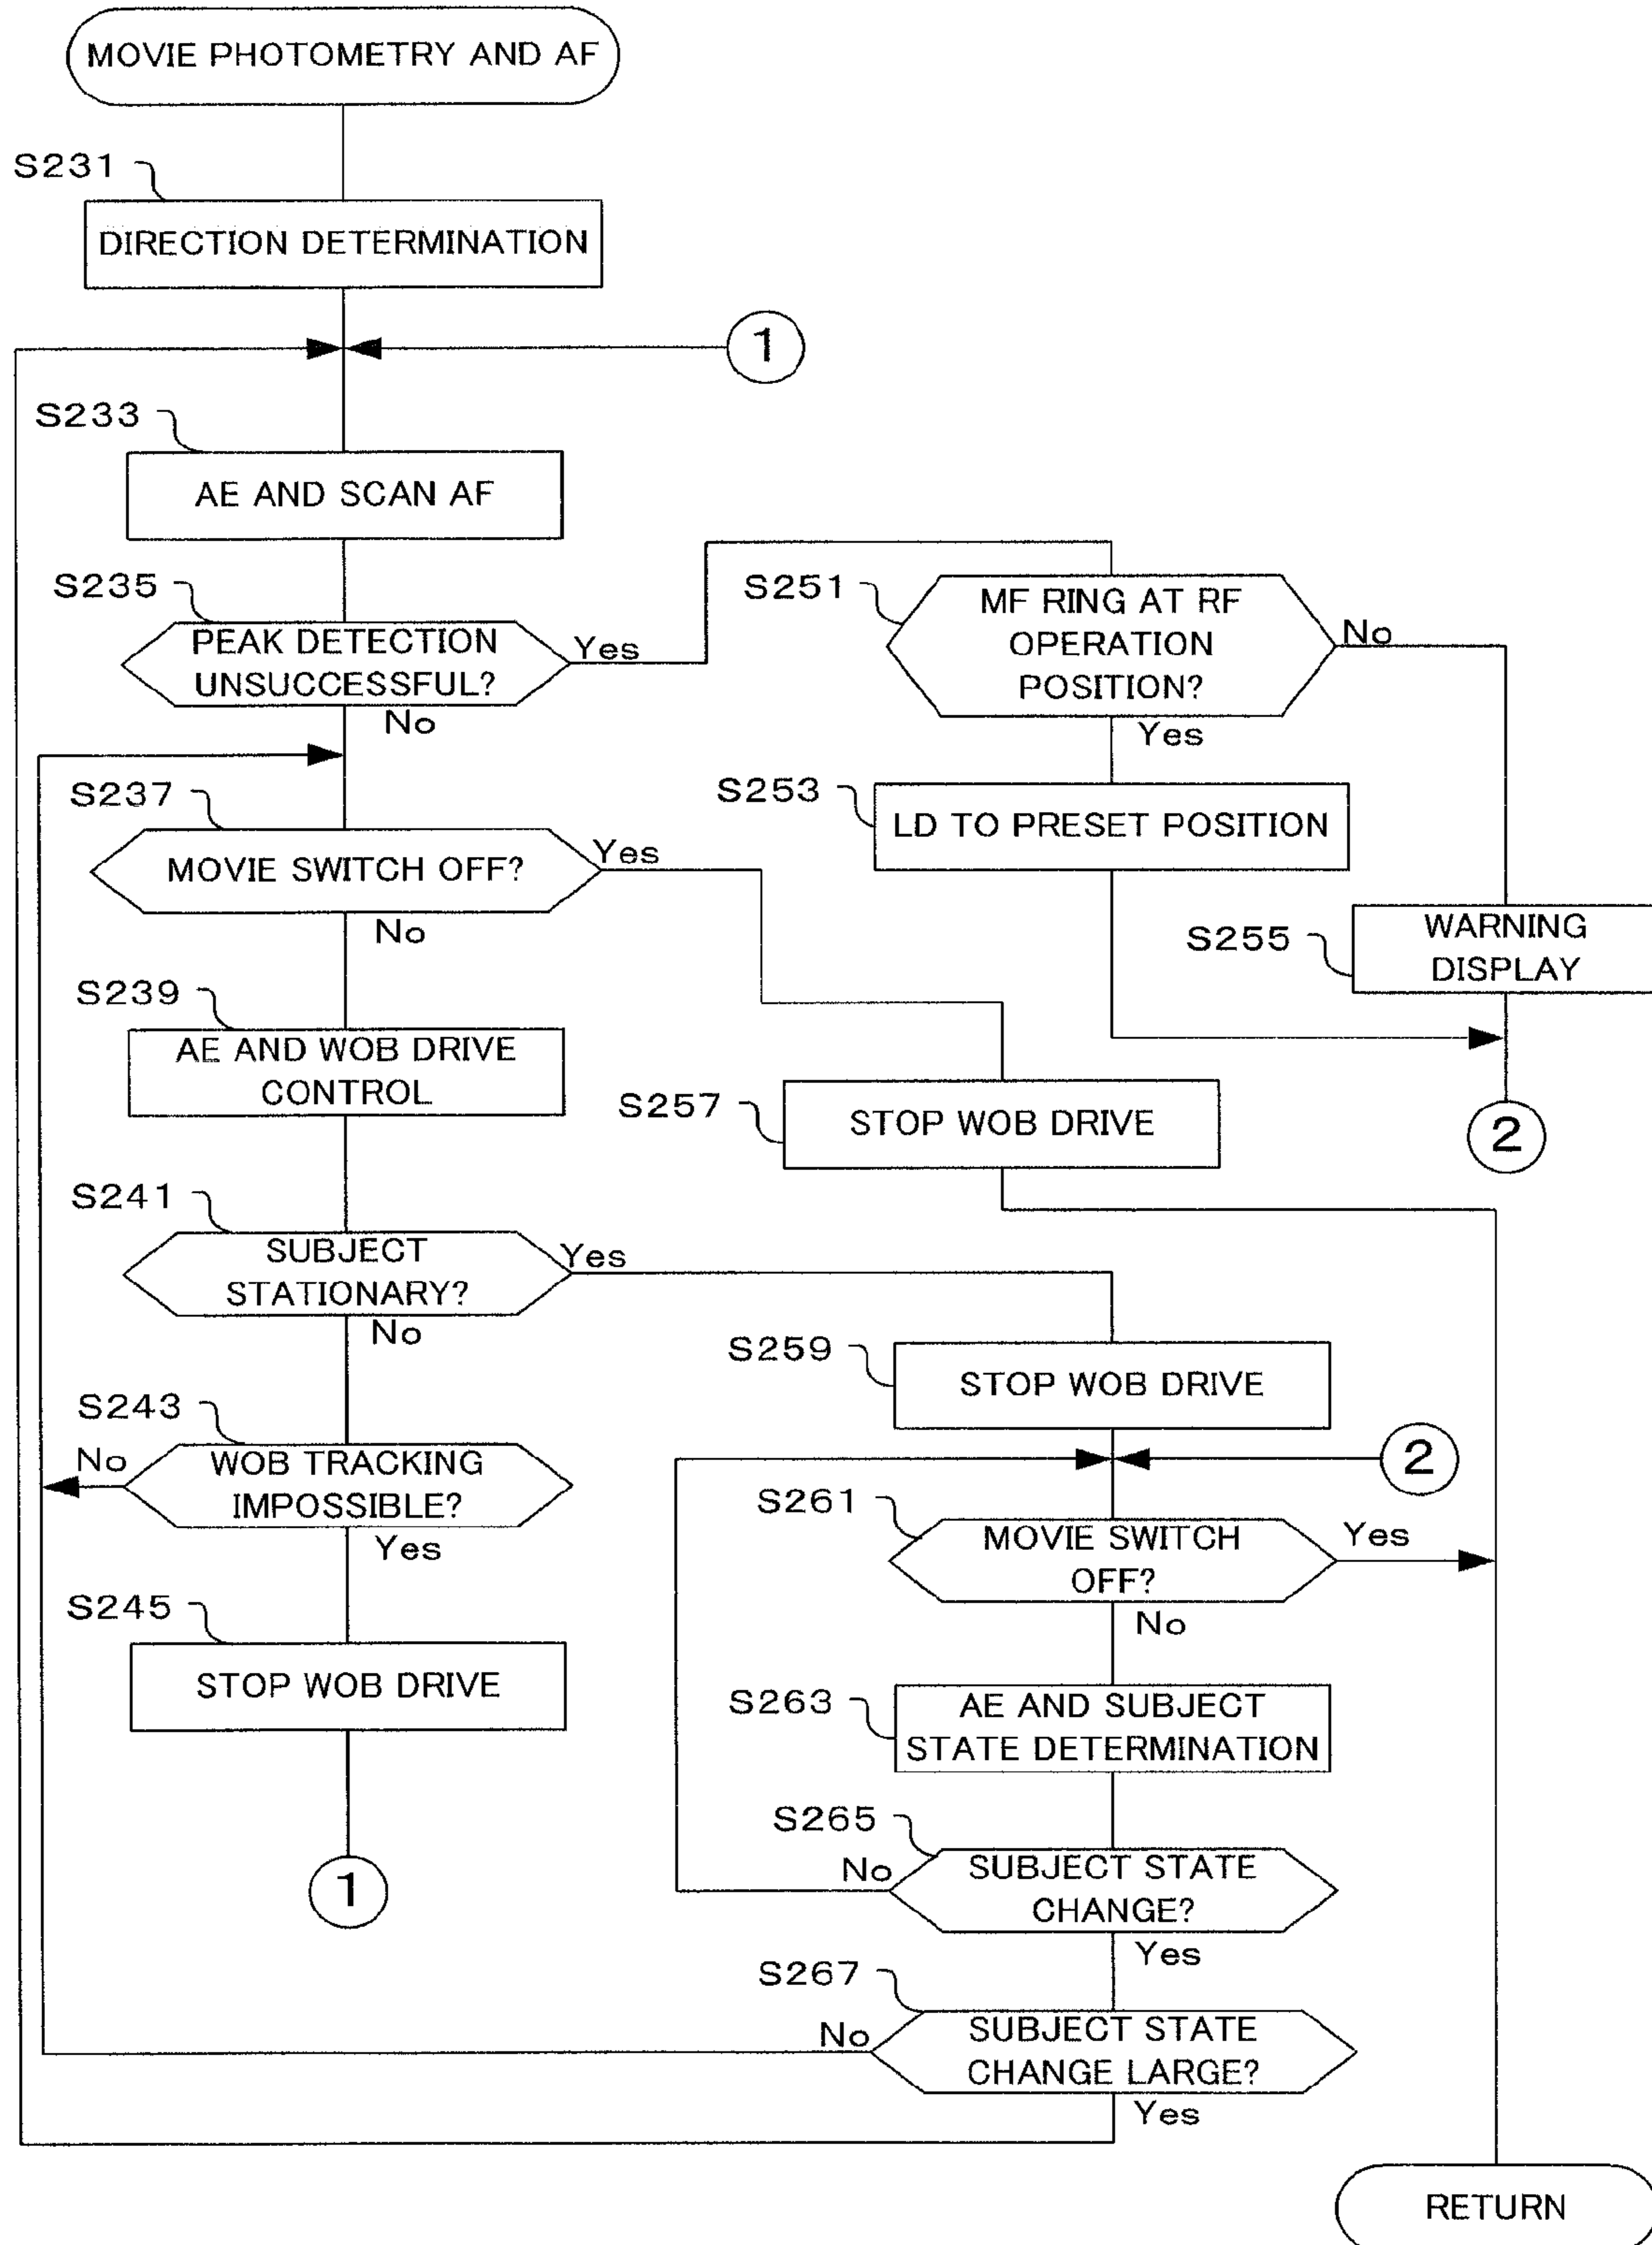 MOVIE PHOTOMETRY AND AF
S231
DIRECTION DETERMINATION
1
S233
AE AND SCAN AF
S235
PEAK DETECTION
UNSUCCESSFUL?
Yes
No
S251
MF RING AT RF
OPERATION
POSITION?
No
Yes
S237
MOVIE SWITCH OFF?
Yes
No
S253
LD TO PRESET POSITION
S255
WARNING
DISPLAY
2
S239
AE AND WOB DRIVE
CONTROL
S257
STOP WOB DRIVE
S241
SUBJECT
STATIONARY?
Yes
No
S259
STOP WOB DRIVE
2
S243
WOB TRACKING
IMPOSSIBLE?
No
Yes
S261
MOVIE SWITCH
OFF?
Yes
No
S245
STOP WOB DRIVE
1
S263
AE AND SUBJECT
STATE DETERMINATION
S265
SUBJECT STATE
CHANGE?
No
Yes
S267
SUBJECT STATE
CHANGE LARGE?
No
Yes
RETURN